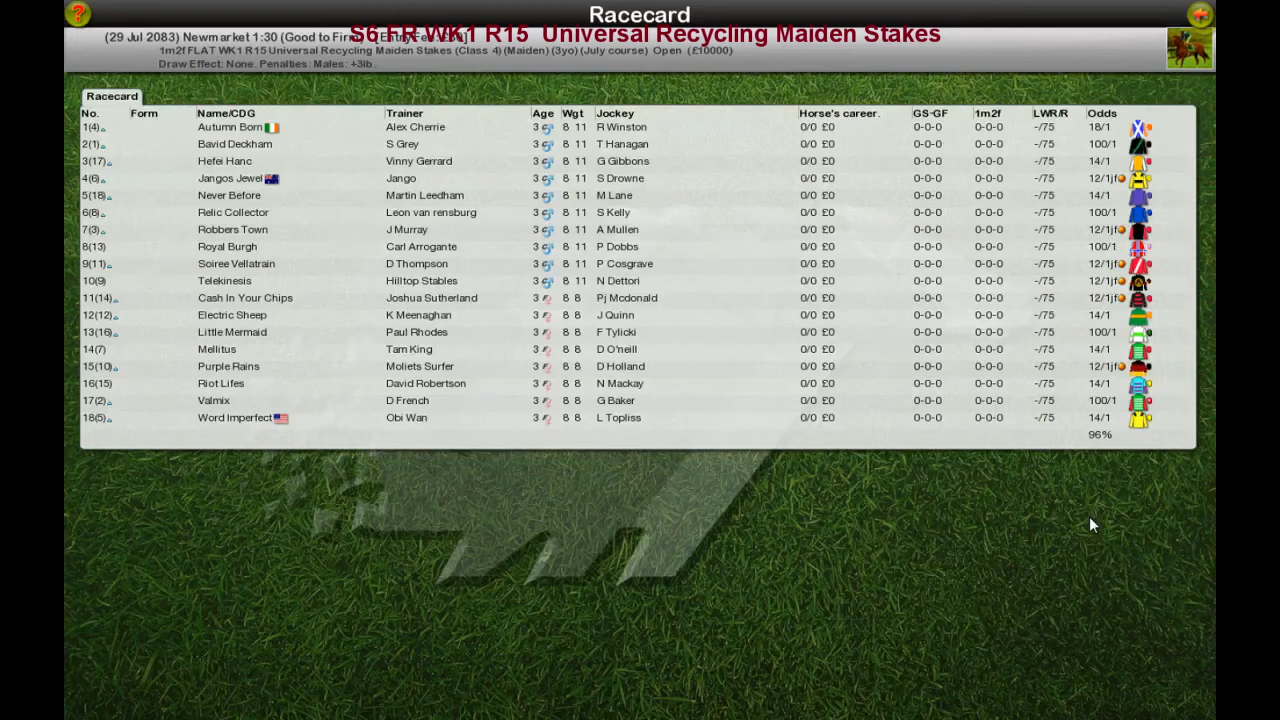 Racecard
S6 FR WK1 R15 Universal Recycling Maiden Stakes
(29 Jul 2083) Newmarket 1:30 (Good to Firm)
1m2f FLAT WK1 R15 Universal Recycling Maiden Stakes (Class 4) (Maiden) (3yo) (July course) Open (£10000)
Draw Effect: None. Penalties: Males: +3lb.
Racecard
No. Form Name/CDG Trainer Age Wgt Jockey Horse's career. GS-GF 1m2f LWR/R Odds
1(4) Autumn Born Alex Cherrie 3 8 11 R Winston 0/0 £0 0-0-0 0-0-0 -/75 18/1
2(1) Bavid Deckham S Grey 3 8 11 T Hanagan 0/0 £0 0-0-0 0-0-0 -/75 100/1
3(17) Hefei Hanc Vinny Gerrard 3 8 11 G Gibbons 0/0 £0 0-0-0 0-0-0 -/75 14/1
4(6) Jangos Jewel Jango 3 8 11 S Drowne 0/0 £0 0-0-0 0-0-0 -/75 12/1jf
5(18) Never Before Martin Leedham 3 8 11 M Lane 0/0 £0 0-0-0 0-0-0 -/75 14/1
6(8) Relic Collector Leon van rensburg 3 8 11 S Kelly 0/0 £0 0-0-0 0-0-0 -/75 100/1
7(3) Robbers Town J Murray 3 8 11 A Mullen 0/0 £0 0-0-0 0-0-0 -/75 12/1jf
8(13) Royal Burgh Carl Arrogante 3 8 11 P Dobbs 0/0 £0 0-0-0 0-0-0 -/75 100/1
9(11) Soiree Vellatrain D Thompson 3 8 11 P Cosgrave 0/0 £0 0-0-0 0-0-0 -/75 12/1jf
10(9) Telekinesis Hilltop Stables 3 8 11 N Dettori 0/0 £0 0-0-0 0-0-0 -/75 12/1jf
11(14) Cash In Your Chips Joshua Sutherland 3 8 8 Pj Mcdonald 0/0 £0 0-0-0 0-0-0 -/75 12/1jf
12(12) Electric Sheep K Meenaghan 3 8 8 J Quinn 0/0 £0 0-0-0 0-0-0 -/75 14/1
13(16) Little Mermaid Paul Rhodes 3 8 8 F Tylicki 0/0 £0 0-0-0 0-0-0 -/75 100/1
14(7) Mellitus Tam King 3 8 8 D O'neill 0/0 £0 0-0-0 0-0-0 -/75 14/1
15(10) Purple Rains Moliets Surfer 3 8 8 D Holland 0/0 £0 0-0-0 0-0-0 -/75 12/1jf
16(15) Riot Lifes David Robertson 3 8 8 N Mackay 0/0 £0 0-0-0 0-0-0 -/75 14/1
17(2) Valmix D French 3 8 8 G Baker 0/0 £0 0-0-0 0-0-0 -/75 100/1
18(5) Word Imperfect Obi Wan 3 8 8 L Topliss 0/0 £0 0-0-0 0-0-0 -/75 14/1
96%